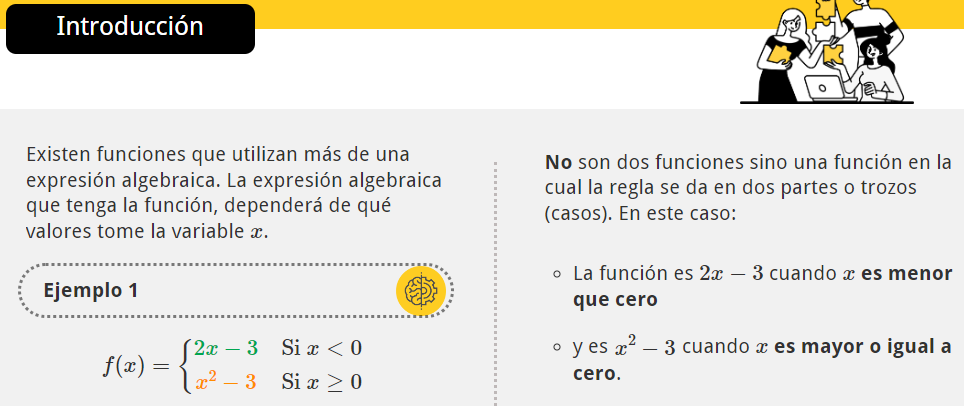 Introducción
Existen funciones que utilizan más de una
expresión algebraica. La expresión algebraica
que tenga la función, dependerá de qué
valores tome la variable x.
Ejemplo 1
f(x) = { 2x − 3 Si x < 0
x² − 3 Si x ≥ 0
No son dos funciones sino una función en la
cual la regla se da en dos partes o trozos
(casos). En este caso:
◦ La función es 2x − 3 cuando x es menor
que cero
◦ y es x² − 3 cuando x es mayor o igual a
cero.